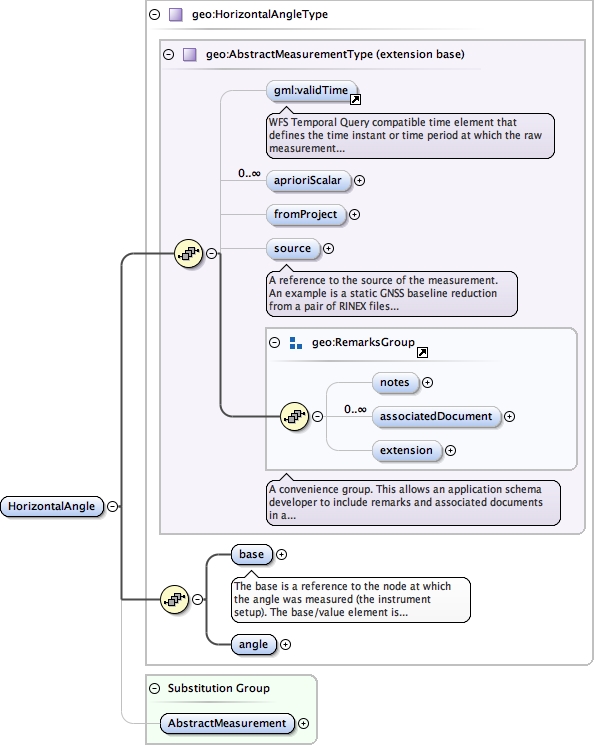 geo:HorizontalAngleType
geo:AbstractMeasurementType (extension base)
gml:validTime
WFS Temporal Query compatible time element that
defines the time instant or time period at which the raw
measurement...
0..∞
aprioriScalar
fromProject
source
A reference to the source of the measurement.
An example is a static GNSS baseline reduction
from a pair of RINEX files...
geo:RemarksGroup
notes
0..∞
associatedDocument
extension
A convenience group. This allows an application schema
developer to include remarks and associated documents
in a...
HorizontalAngle
base
The base is a reference to the node at which
the angle was measured (the instrument
setup). The base/value element is...
angle
Substitution Group
AbstractMeasurement